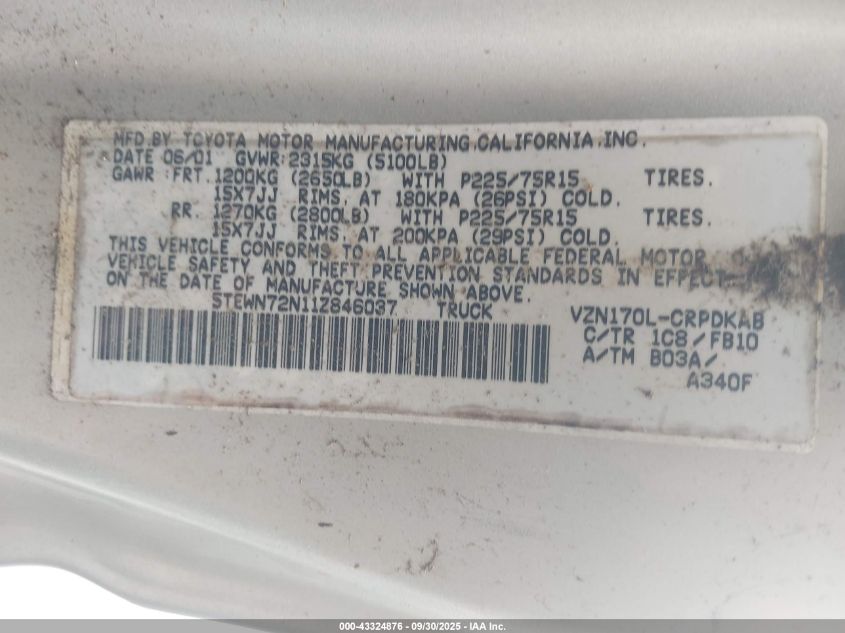 MFD.BY TOYOTA MOTOR MANUFACTURING,CALIFORNIA,INC.
DATE 06/01 GVWR:2315KG (5100LB)
GAWR FRT.1200KG (2650LB) WITH P225/75R15 TIRES.
15X7JJ RIMS, AT 180KPA (26PSI) COLD.
RR. 1270KG (2800LB) WITH P225/75R15 TIRES.
15X7JJ RIMS, AT 200KPA (29PSI) COLD.
THIS VEHICLE CONFORMS TO ALL APPLICABLE FEDERAL MOTOR
VEHICLE SAFETY AND THEFT PREVENTION STANDARDS IN EFFECT
ON THE DATE OF MANUFACTURE SHOWN ABOVE.
5TEWN72N11Z846037 TRUCK
VZN170L-CRPDKAB
C/TR 1C8/FB10
A/TM B03A/
A340F
000-43324876 - 09/30/2025 - IAA Inc.